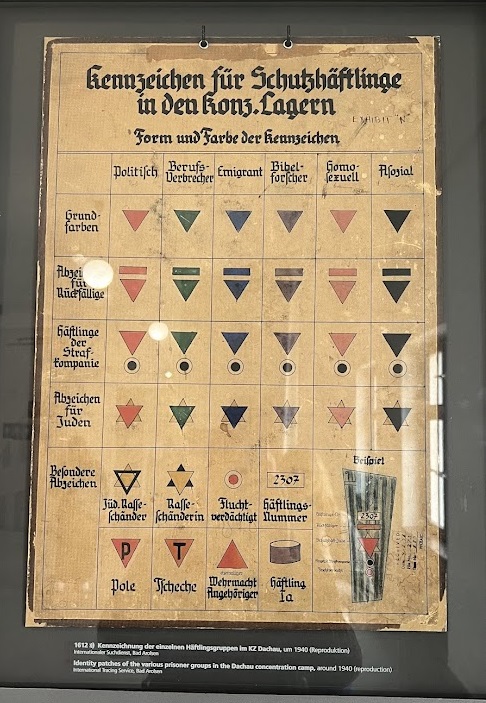 Kennzeichen für Schutzhäftlinge
in den Konz. Lagern
EXHIBIT "N"
Form und Farbe der Kennzeichen
Politisch
Berufs-
Verbrecher
Emigrant
Bibel-
forscher
Homo-
sexuell
Asozial
Grund-
farben
für
Rückfällige
Häftlinge
der
Straf-
kompanie
Abzeichen
für
Juden
Besondere
Abzeichen
Jüd. Rasse-
schänder
Rasse-
schänderin
Flucht-
verdächtigt
2307
Häftlings-
Nummer
Beispiel
2307
P
Pole
T
Tscheche
Wehrmacht
Angehöriger
Häftling
Ia
1612 Kennzeichnung der einzelnen Häftlingsgruppen im KZ Dachau, um 1940 (Reproduktion)
Internationaler Suchdienst, Bad Arolsen
Identity patches of the various prisoner groups in the Dachau concentration camp, around 1940 (reproduction)
International Tracing Service, Bad Arolsen